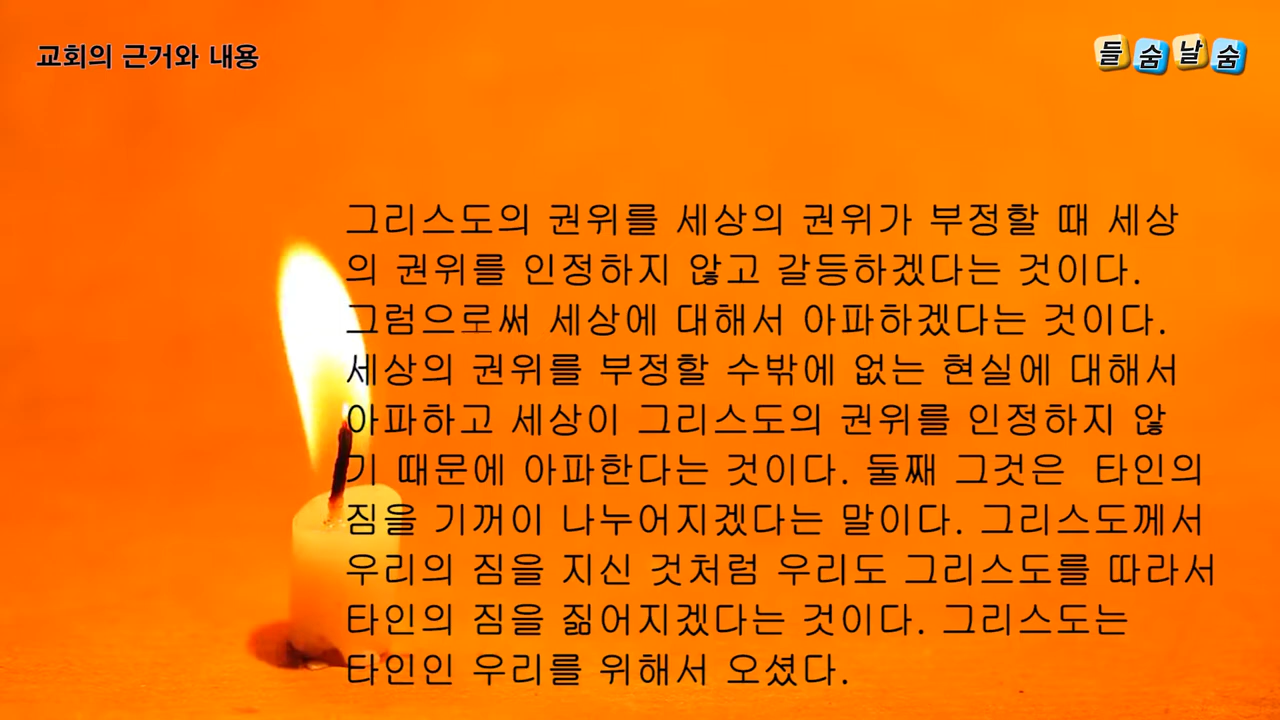 교회의 근거와 내용
들숨날숨
그리스도의 권위를 세상의 권위가 부정할 때 세상
의 권위를 인정하지 않고 갈등하겠다는 것이다.
그럼으로써 세상에 대해서 아파하겠다는 것이다.
세상의 권위를 부정할 수밖에 없는 현실에 대해서
아파하고 세상이 그리스도의 권위를 인정하지 않
기 때문에 아파한다는 것이다. 둘째 그것은  타인의
짐을 기꺼이 나누어지겠다는 말이다. 그리스도께서
우리의 짐을 지신 것처럼 우리도 그리스도를 따라서
타인의 짐을 짊어지겠다는 것이다. 그리스도는
타인인 우리를 위해서 오셨다.